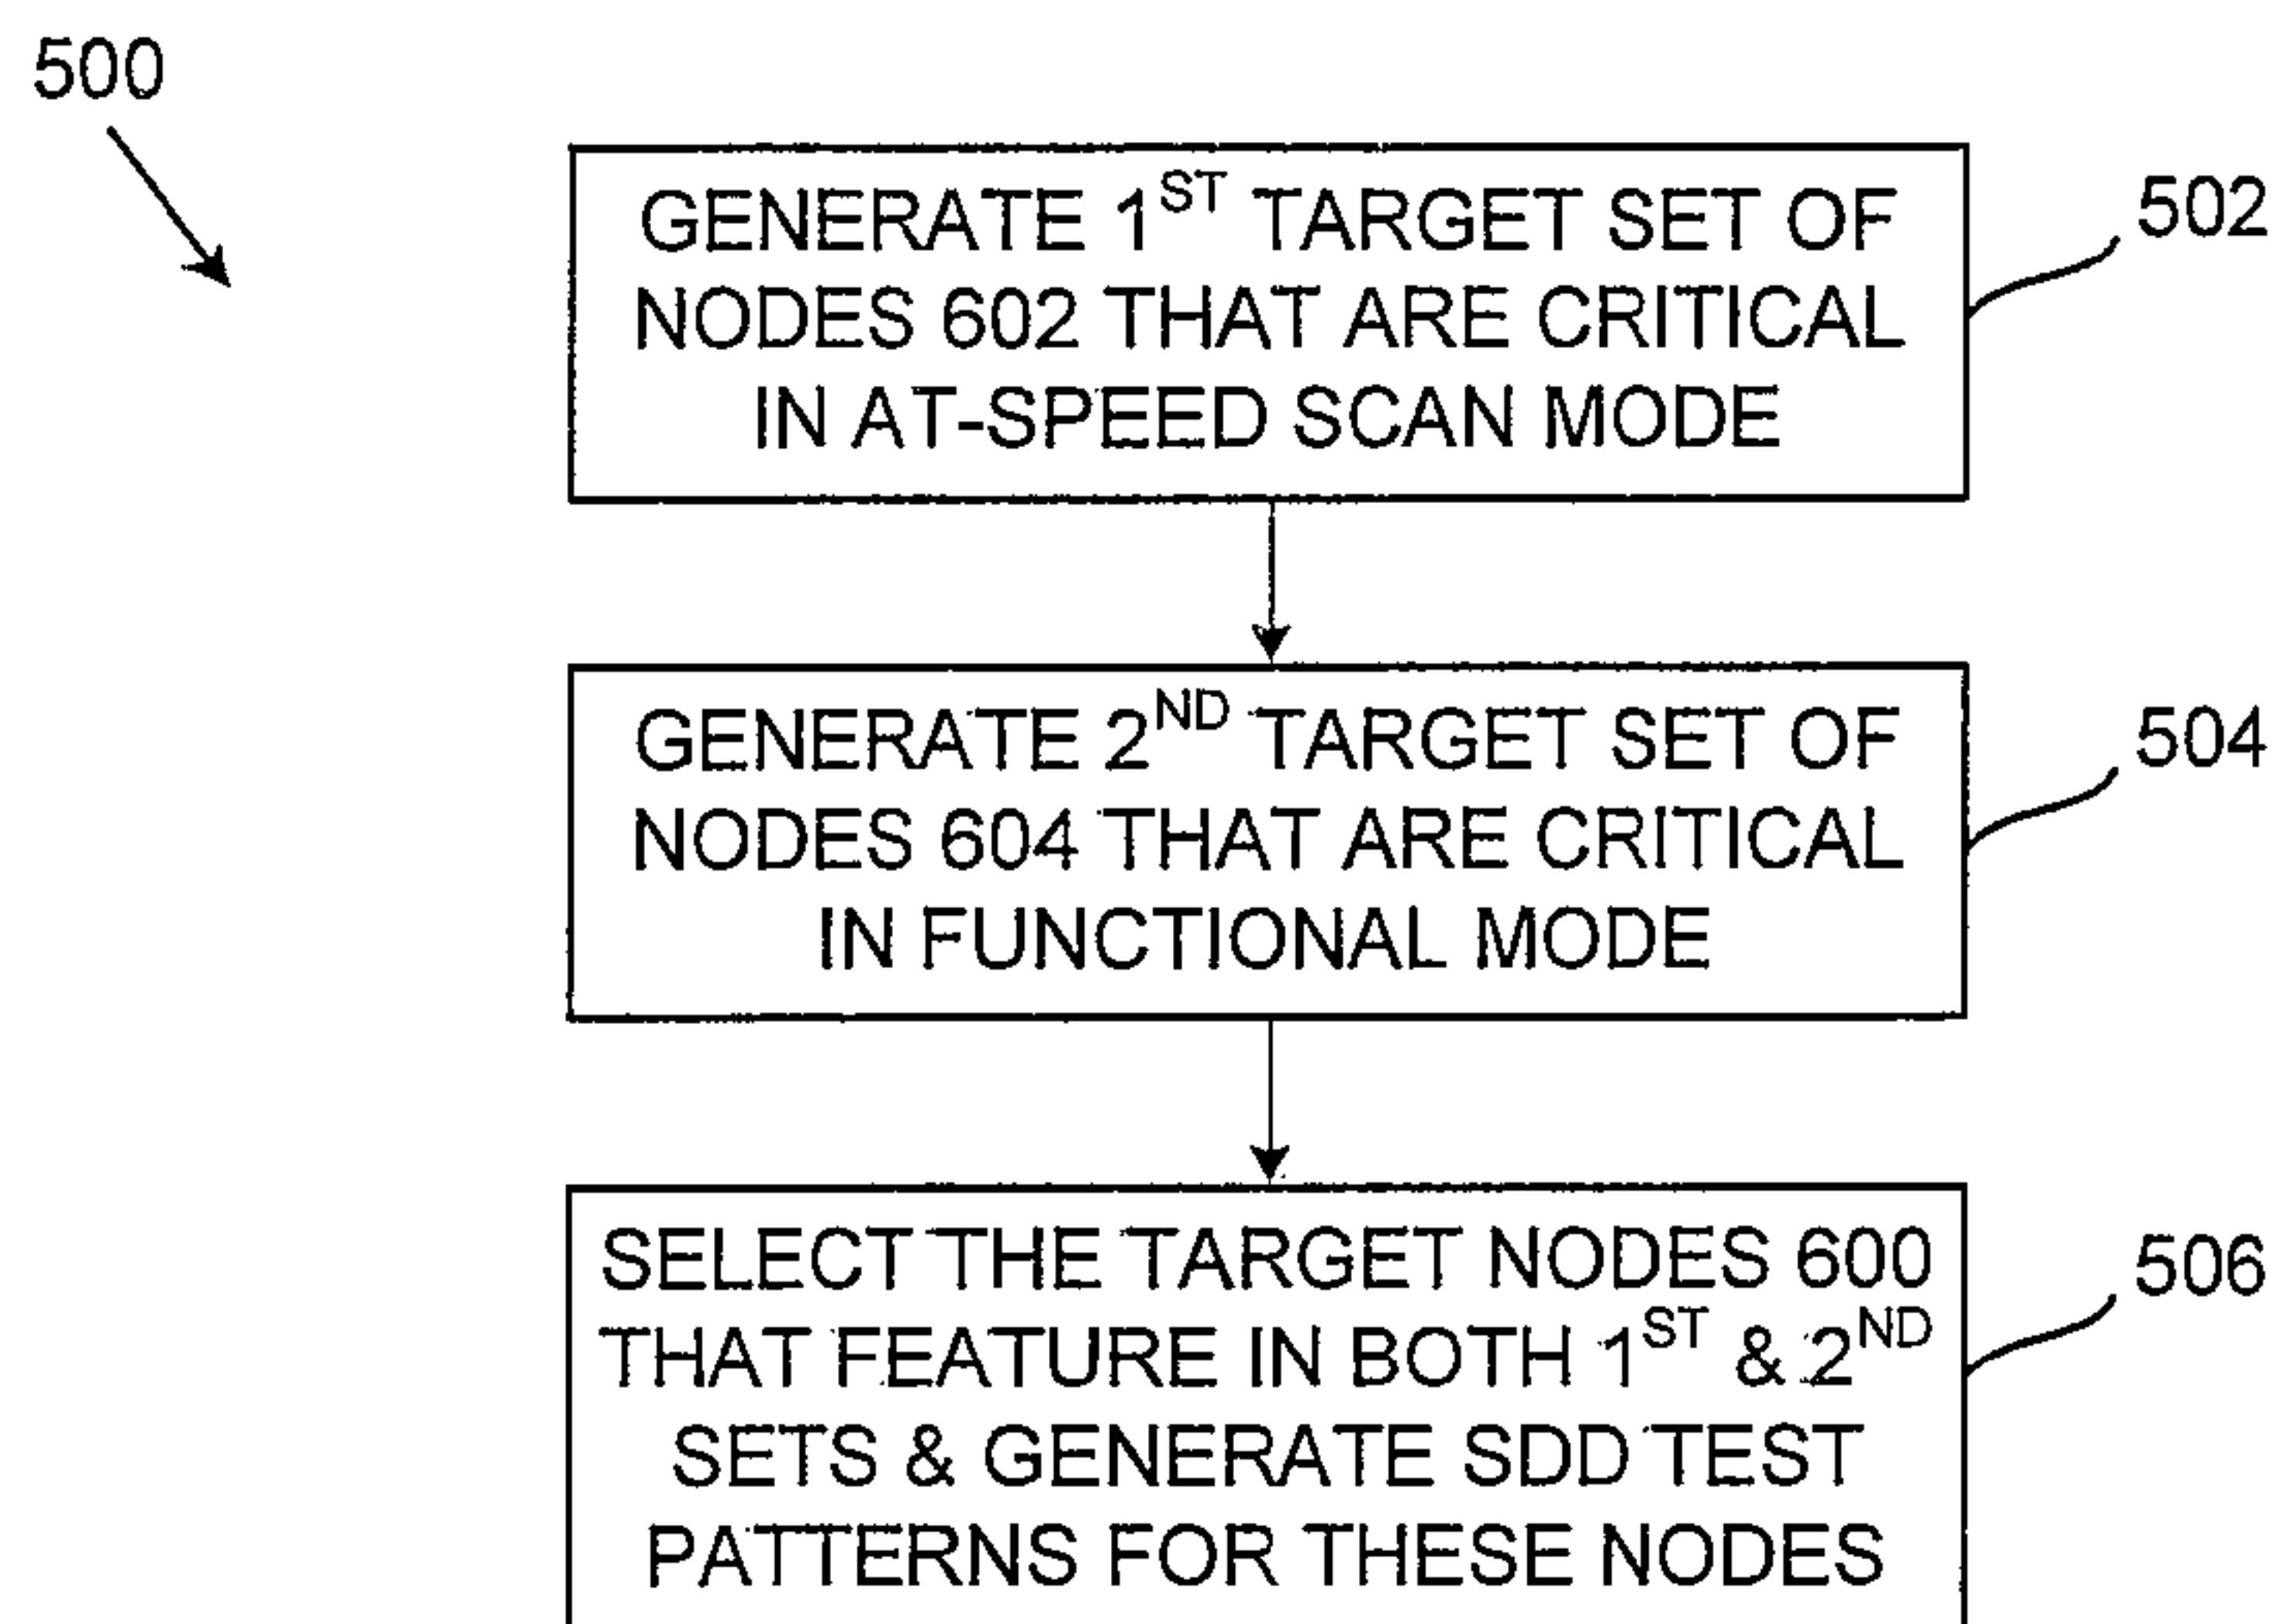 500
GENERATE 1ST TARGET SET OF
NODES 602 THAT ARE CRITICAL
IN AT-SPEED SCAN MODE
502
GENERATE 2ND TARGET SET OF
NODES 604 THAT ARE CRITICAL
IN FUNCTIONAL MODE
504
SELECT THE TARGET NODES 600
THAT FEATURE IN BOTH 1ST & 2ND
SETS & GENERATE SDD TEST
PATTERNS FOR THESE NODES
506